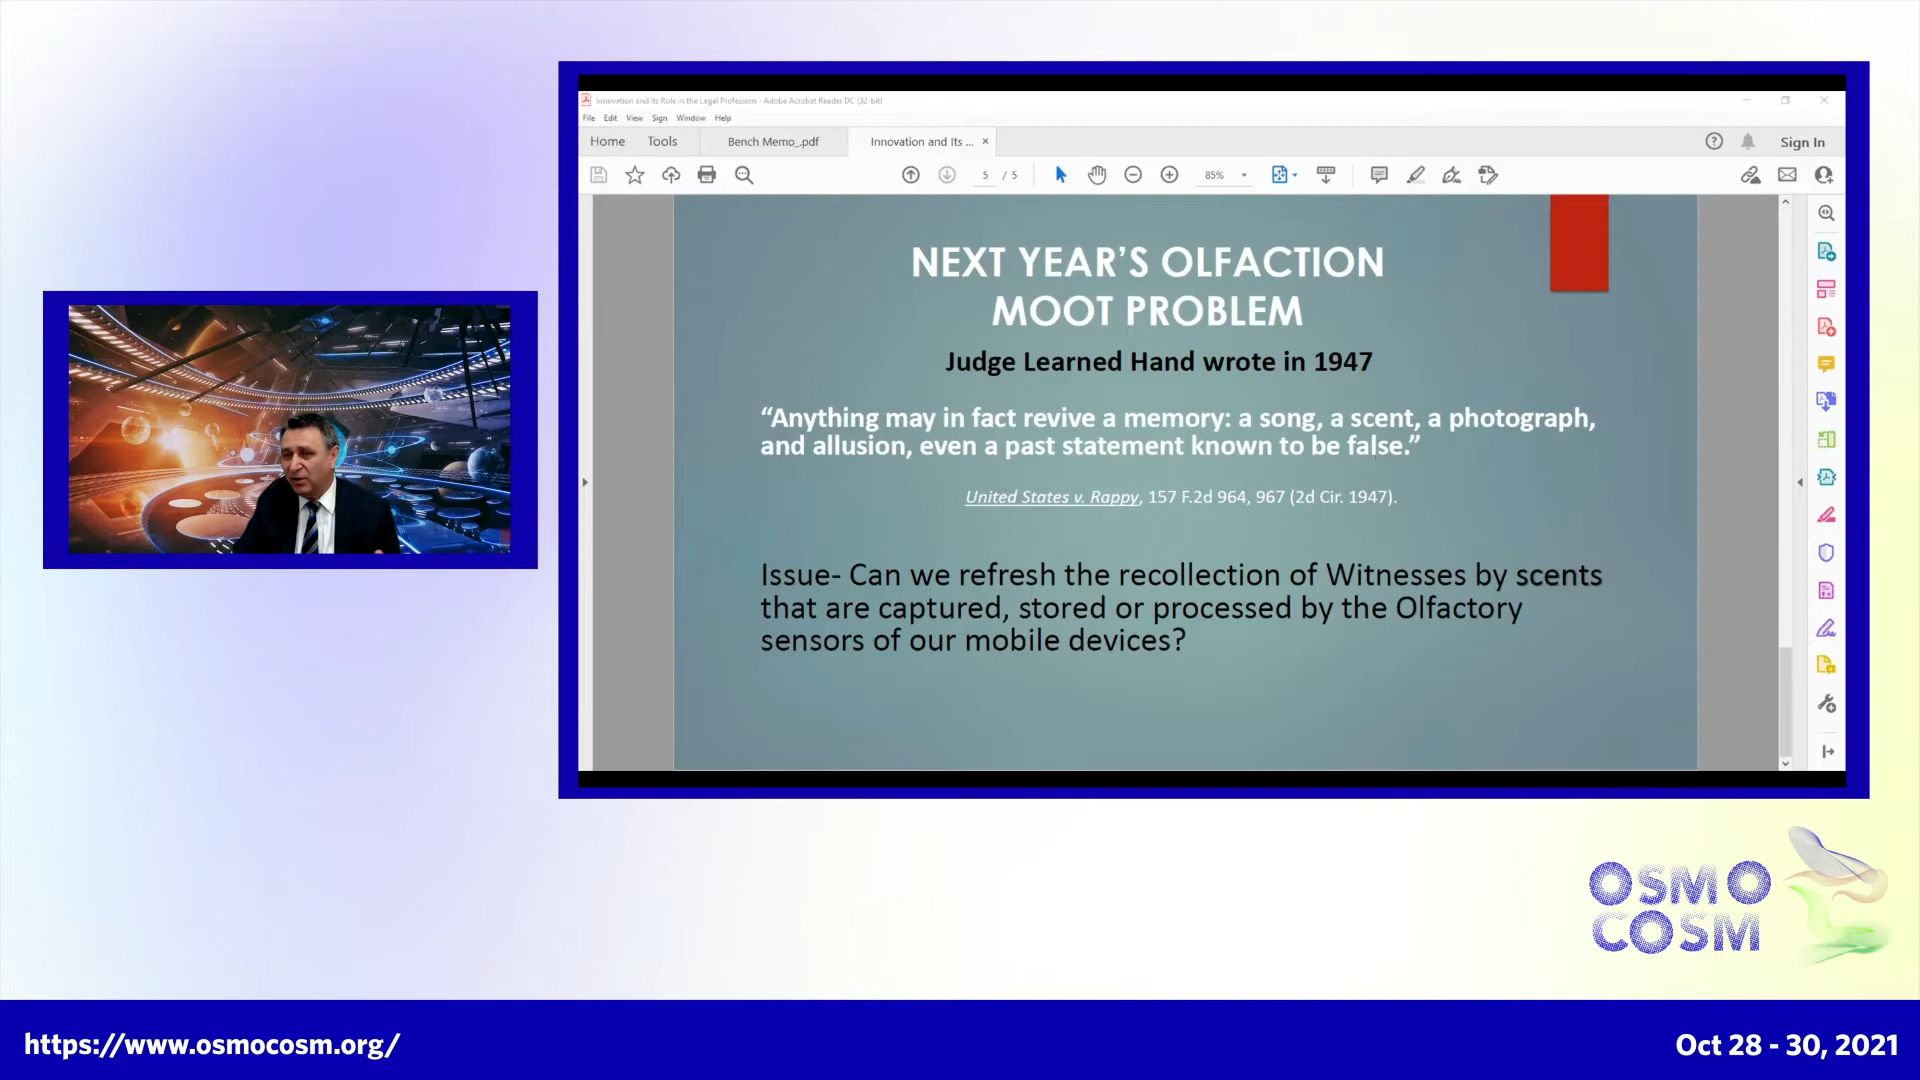 Innovation and Its Role in the Legal Profession - Adobe Acrobat Reader DC (32-bit)
File Edit View Sign Window Help
Home Tools Bench Memo_.pdf Innovation and Its ... × Sign In
5 / 5 85%
NEXT YEAR'S OLFACTION
MOOT PROBLEM
Judge Learned Hand wrote in 1947
“Anything may in fact revive a memory: a song, a scent, a photograph,
and allusion, even a past statement known to be false.”
United States v. Rappy, 157 F.2d 964, 967 (2d Cir. 1947).
Issue- Can we refresh the recollection of Witnesses by scents
that are captured, stored or processed by the Olfactory
sensors of our mobile devices?
OSMO
COSM
https://www.osmocosm.org/
Oct 28 - 30, 2021